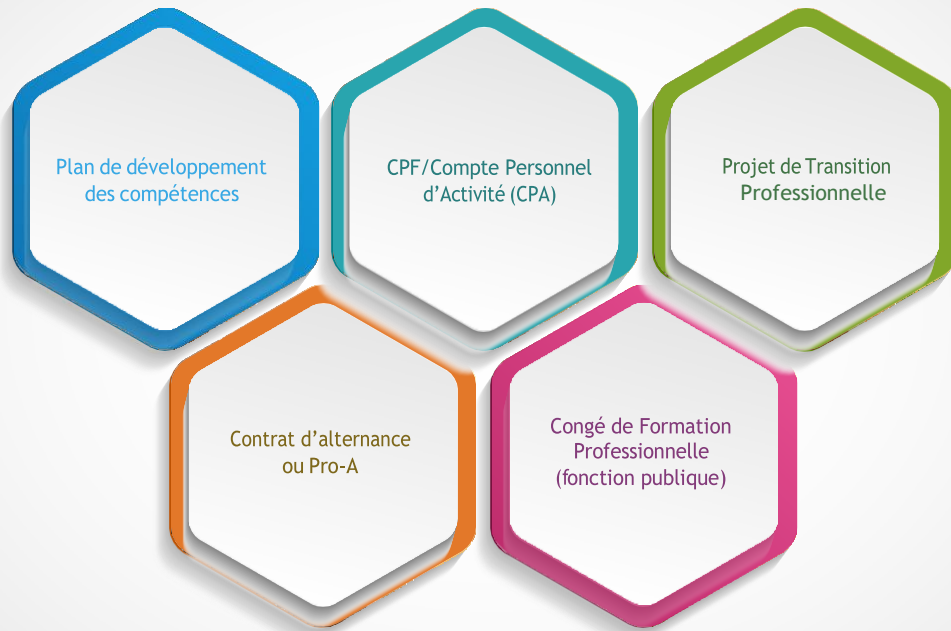 Plan de développement
des compétences
CPF/Compte Personnel
d’Activité (CPA)
Projet de Transition
Professionnelle
Contrat d’alternance
ou Pro-A
Congé de Formation
Professionnelle
(fonction publique)